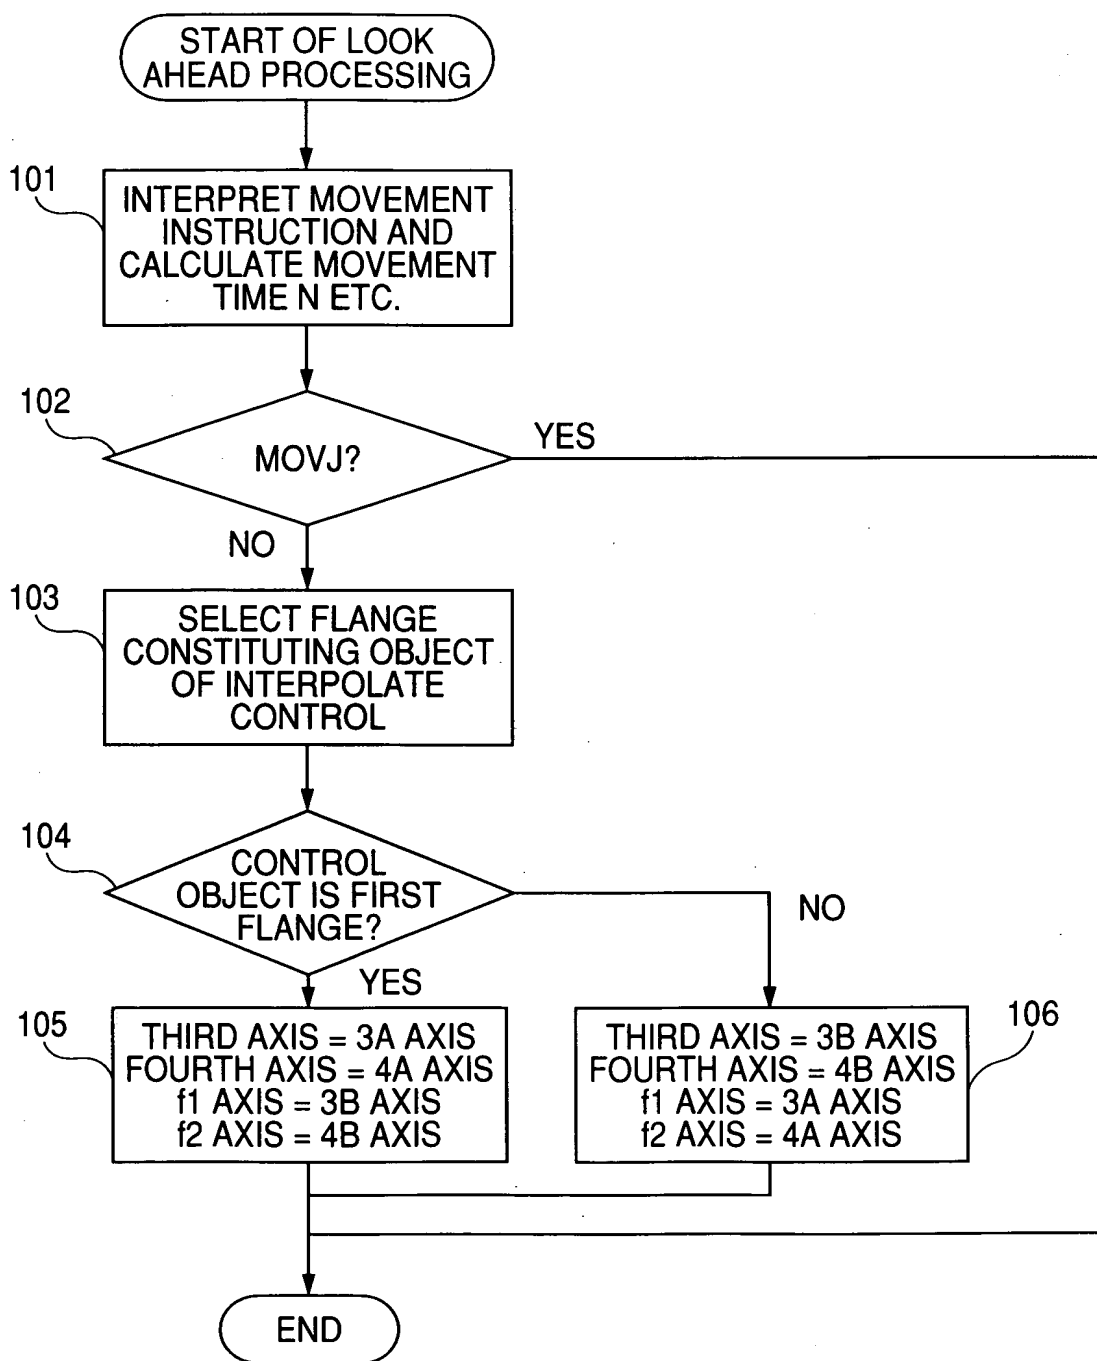 START OF LOOK
AHEAD PROCESSING
101
INTERPRET MOVEMENT
INSTRUCTION AND
CALCULATE MOVEMENT
TIME N ETC.
102
MOVJ?
YES
NO
103
SELECT FLANGE
CONSTITUTING OBJECT
OF INTERPOLATE
CONTROL
104
CONTROL
OBJECT IS FIRST
FLANGE?
NO
YES
105
THIRD AXIS = 3A AXIS
FOURTH AXIS = 4A AXIS
f1 AXIS = 3B AXIS
f2 AXIS = 4B AXIS
106
THIRD AXIS = 3B AXIS
FOURTH AXIS = 4B AXIS
f1 AXIS = 3A AXIS
f2 AXIS = 4A AXIS
END